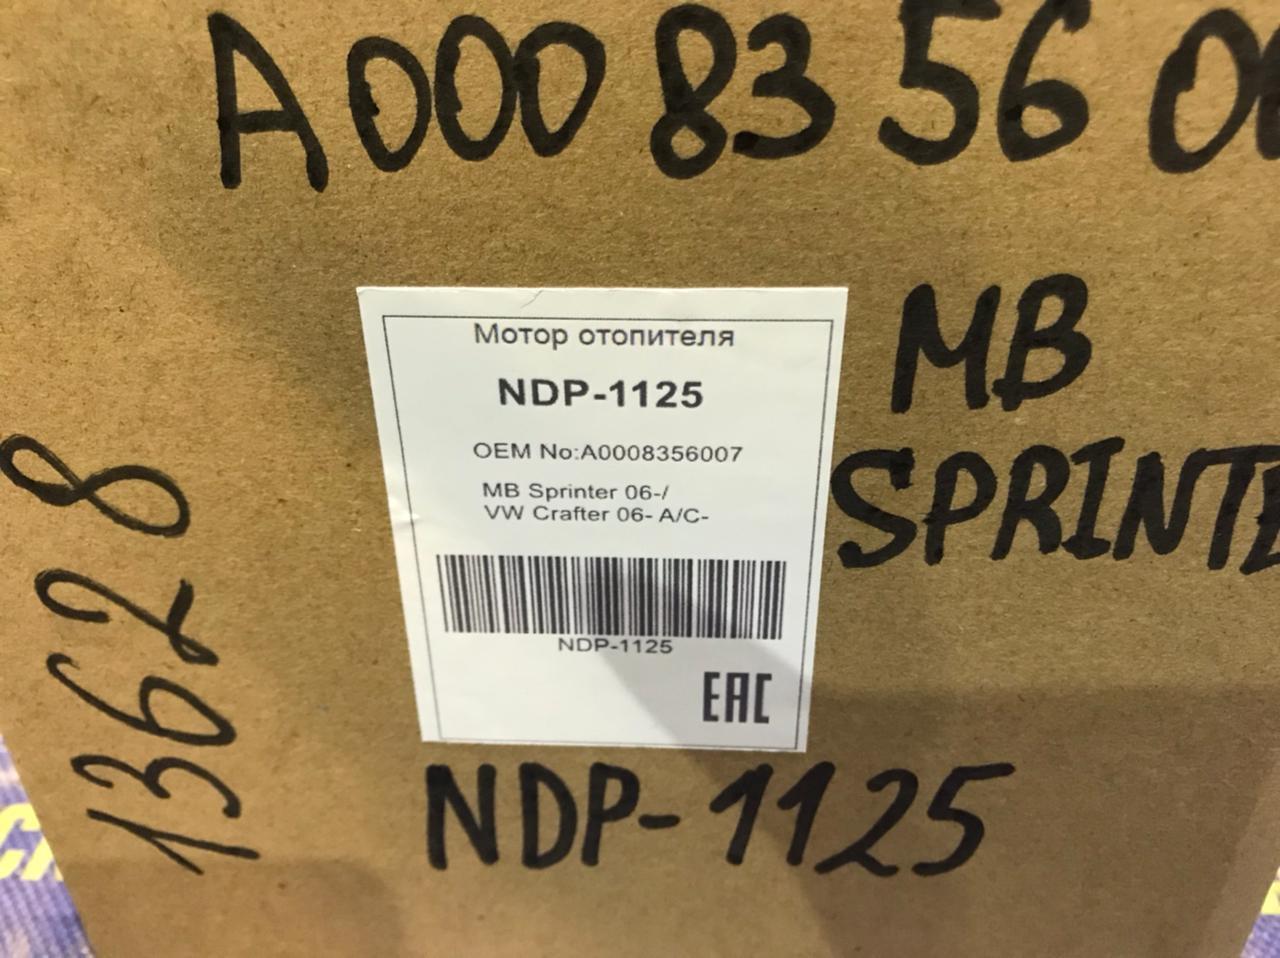 A000 83 56 0
Мотор отопителя
NDP-1125
OEM No:A0008356007
MB Sprinter 06-/
VW Crafter 06- A/C-
NDP-1125
EAC
MB
SPRINTE
13628
NDP-1125